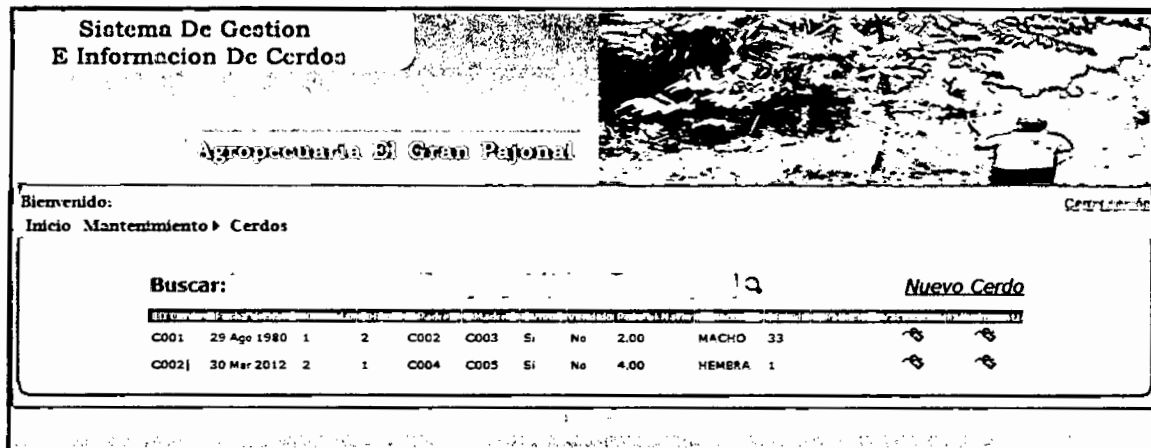 Sistema De Gestion
E Informacion De Cerdos
Agropecuaria El Gran Pajonal
Bienvenido:
Cerrar sesión
Inicio Mantenimiento Cerdos
Buscar:
Nuevo Cerdo
C001 29 Ago 1980 1 2 C002 C003 Si No 2.00 MACHO 33
C002 30 Mar 2012 2 1 C004 C005 Si No 4.00 HEMBRA 1